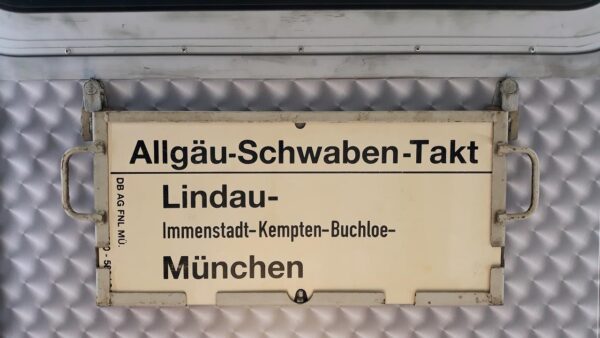 Allgäu-Schwaben-Takt
Lindau-
Immenstadt-Kempten-Buchloe-
München
DB AG FNL MÜ.